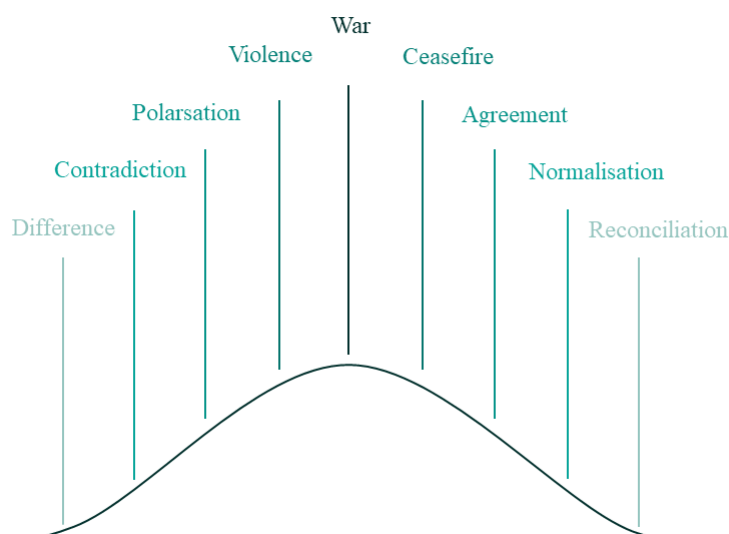 War
Violence
Ceasefire
Polarsation
Agreement
Contradiction
Normalisation
Difference
Reconciliation